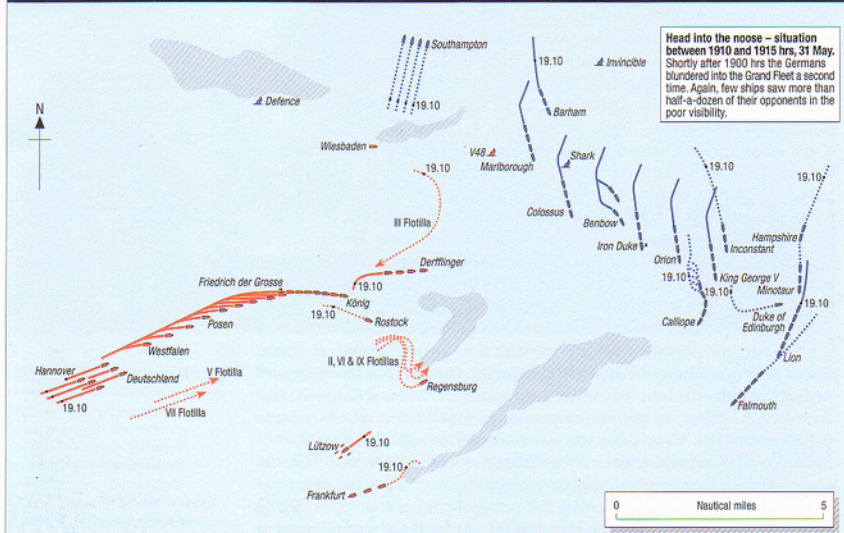 Head into the noose – situation
between 1910 and 1915 hrs, 31 May.
Shortly after 1900 hrs the Germans
blundered into the Grand Fleet a second
time. Again, few ships saw more than
half-a-dozen of their opponents in the
poor visibility.
Southampton
19.10
Invincible
Defence
19.10
Barham
N
Wiesbaden
V48
Shark
Marlborough
19.10
19.10
19.10
III Flotilla
Colossus
Benbow
Hampshire
Iron Duke
Inconstant
Orion
Derfflinger
19.10
King George V
Friedrich der Grosse
Minotaur
König
19.10
19.10
19.10
Posen
Rostock
Calliope
Duke of
Edinburgh
Westfalen
II, VI & IX Flotillas
Lion
Hannover
V Flotilla
Deutschland
Regensburg
19.10
VII Flotilla
Falmouth
Lützow
19.10
19.10
Frankfurt
0 Nautical miles 5